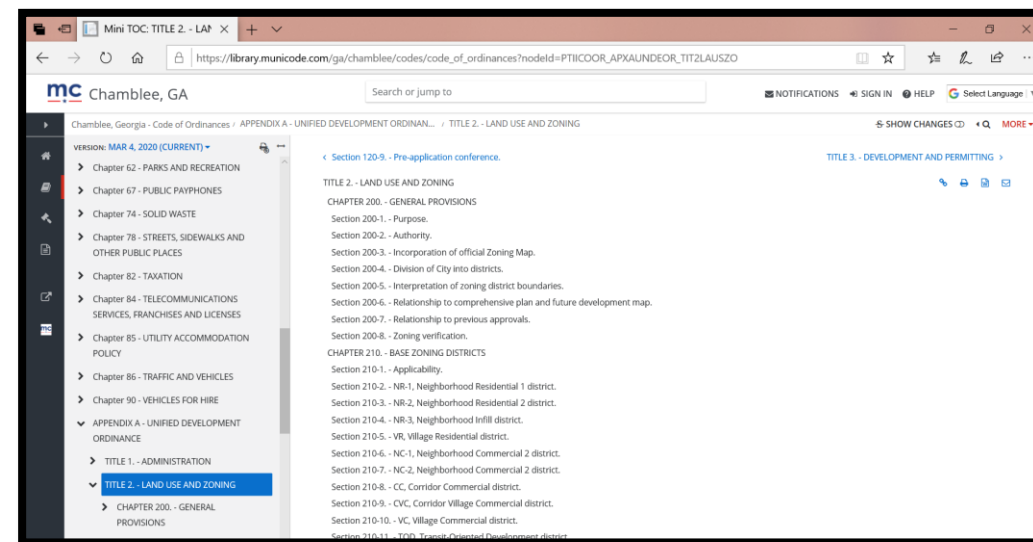 Mini TOC: TITLE 2. - LAN
https://library.municode.com/ga/chamblee/codes/code_of_ordinances?nodeId=PTIICOOR_APXAUNDEOR_TIT2LAUSZO
mc Chamblee, GA
Search or jump to
NOTIFICATIONS SIGN IN HELP G Select Language
Chamblee, Georgia - Code of Ordinances / APPENDIX A - UNIFIED DEVELOPMENT ORDINAN... / TITLE 2. - LAND USE AND ZONING
SHOW CHANGES MORE
VERSION: MAR 4, 2020 (CURRENT)
Chapter 62 - PARKS AND RECREATION
Chapter 67 - PUBLIC PAYPHONES
Chapter 74 - SOLID WASTE
Chapter 78 - STREETS, SIDEWALKS AND
OTHER PUBLIC PLACES
Chapter 82 - TAXATION
Chapter 84 - TELECOMMUNICATIONS
SERVICES, FRANCHISES AND LICENSES
mc
Chapter 85 - UTILITY ACCOMMODATION
POLICY
Chapter 86 - TRAFFIC AND VEHICLES
Chapter 90 - VEHICLES FOR HIRE
APPENDIX A - UNIFIED DEVELOPMENT
ORDINANCE
TITLE 1. - ADMINISTRATION
TITLE 2. - LAND USE AND ZONING
CHAPTER 200. - GENERAL
PROVISIONS
< Section 120-9. - Pre-application conference.
TITLE 3. - DEVELOPMENT AND PERMITTING >
TITLE 2. - LAND USE AND ZONING
CHAPTER 200. - GENERAL PROVISIONS
Section 200-1. - Purpose.
Section 200-2. - Authority.
Section 200-3. - Incorporation of official Zoning Map.
Section 200-4. - Division of City into districts.
Section 200-5. - Interpretation of zoning district boundaries.
Section 200-6. - Relationship to comprehensive plan and future development map.
Section 200-7. - Relationship to previous approvals.
Section 200-8. - Zoning verification.
CHAPTER 210. - BASE ZONING DISTRICTS
Section 210-1. - Applicability.
Section 210-2. - NR-1, Neighborhood Residential 1 district.
Section 210-3. - NR-2, Neighborhood Residential 2 district.
Section 210-4. - NR-3, Neighborhood Infill district.
Section 210-5. - VR, Village Residential district.
Section 210-6. - NC-1, Neighborhood Commercial 2 district.
Section 210-7. - NC-2, Neighborhood Commercial 2 district.
Section 210-8. - CC, Corridor Commercial district.
Section 210-9. - CVC, Corridor Village Commercial district.
Section 210-10. - VC, Village Commercial district.
Section 210-11. - TOD, Transit-Oriented Development district.